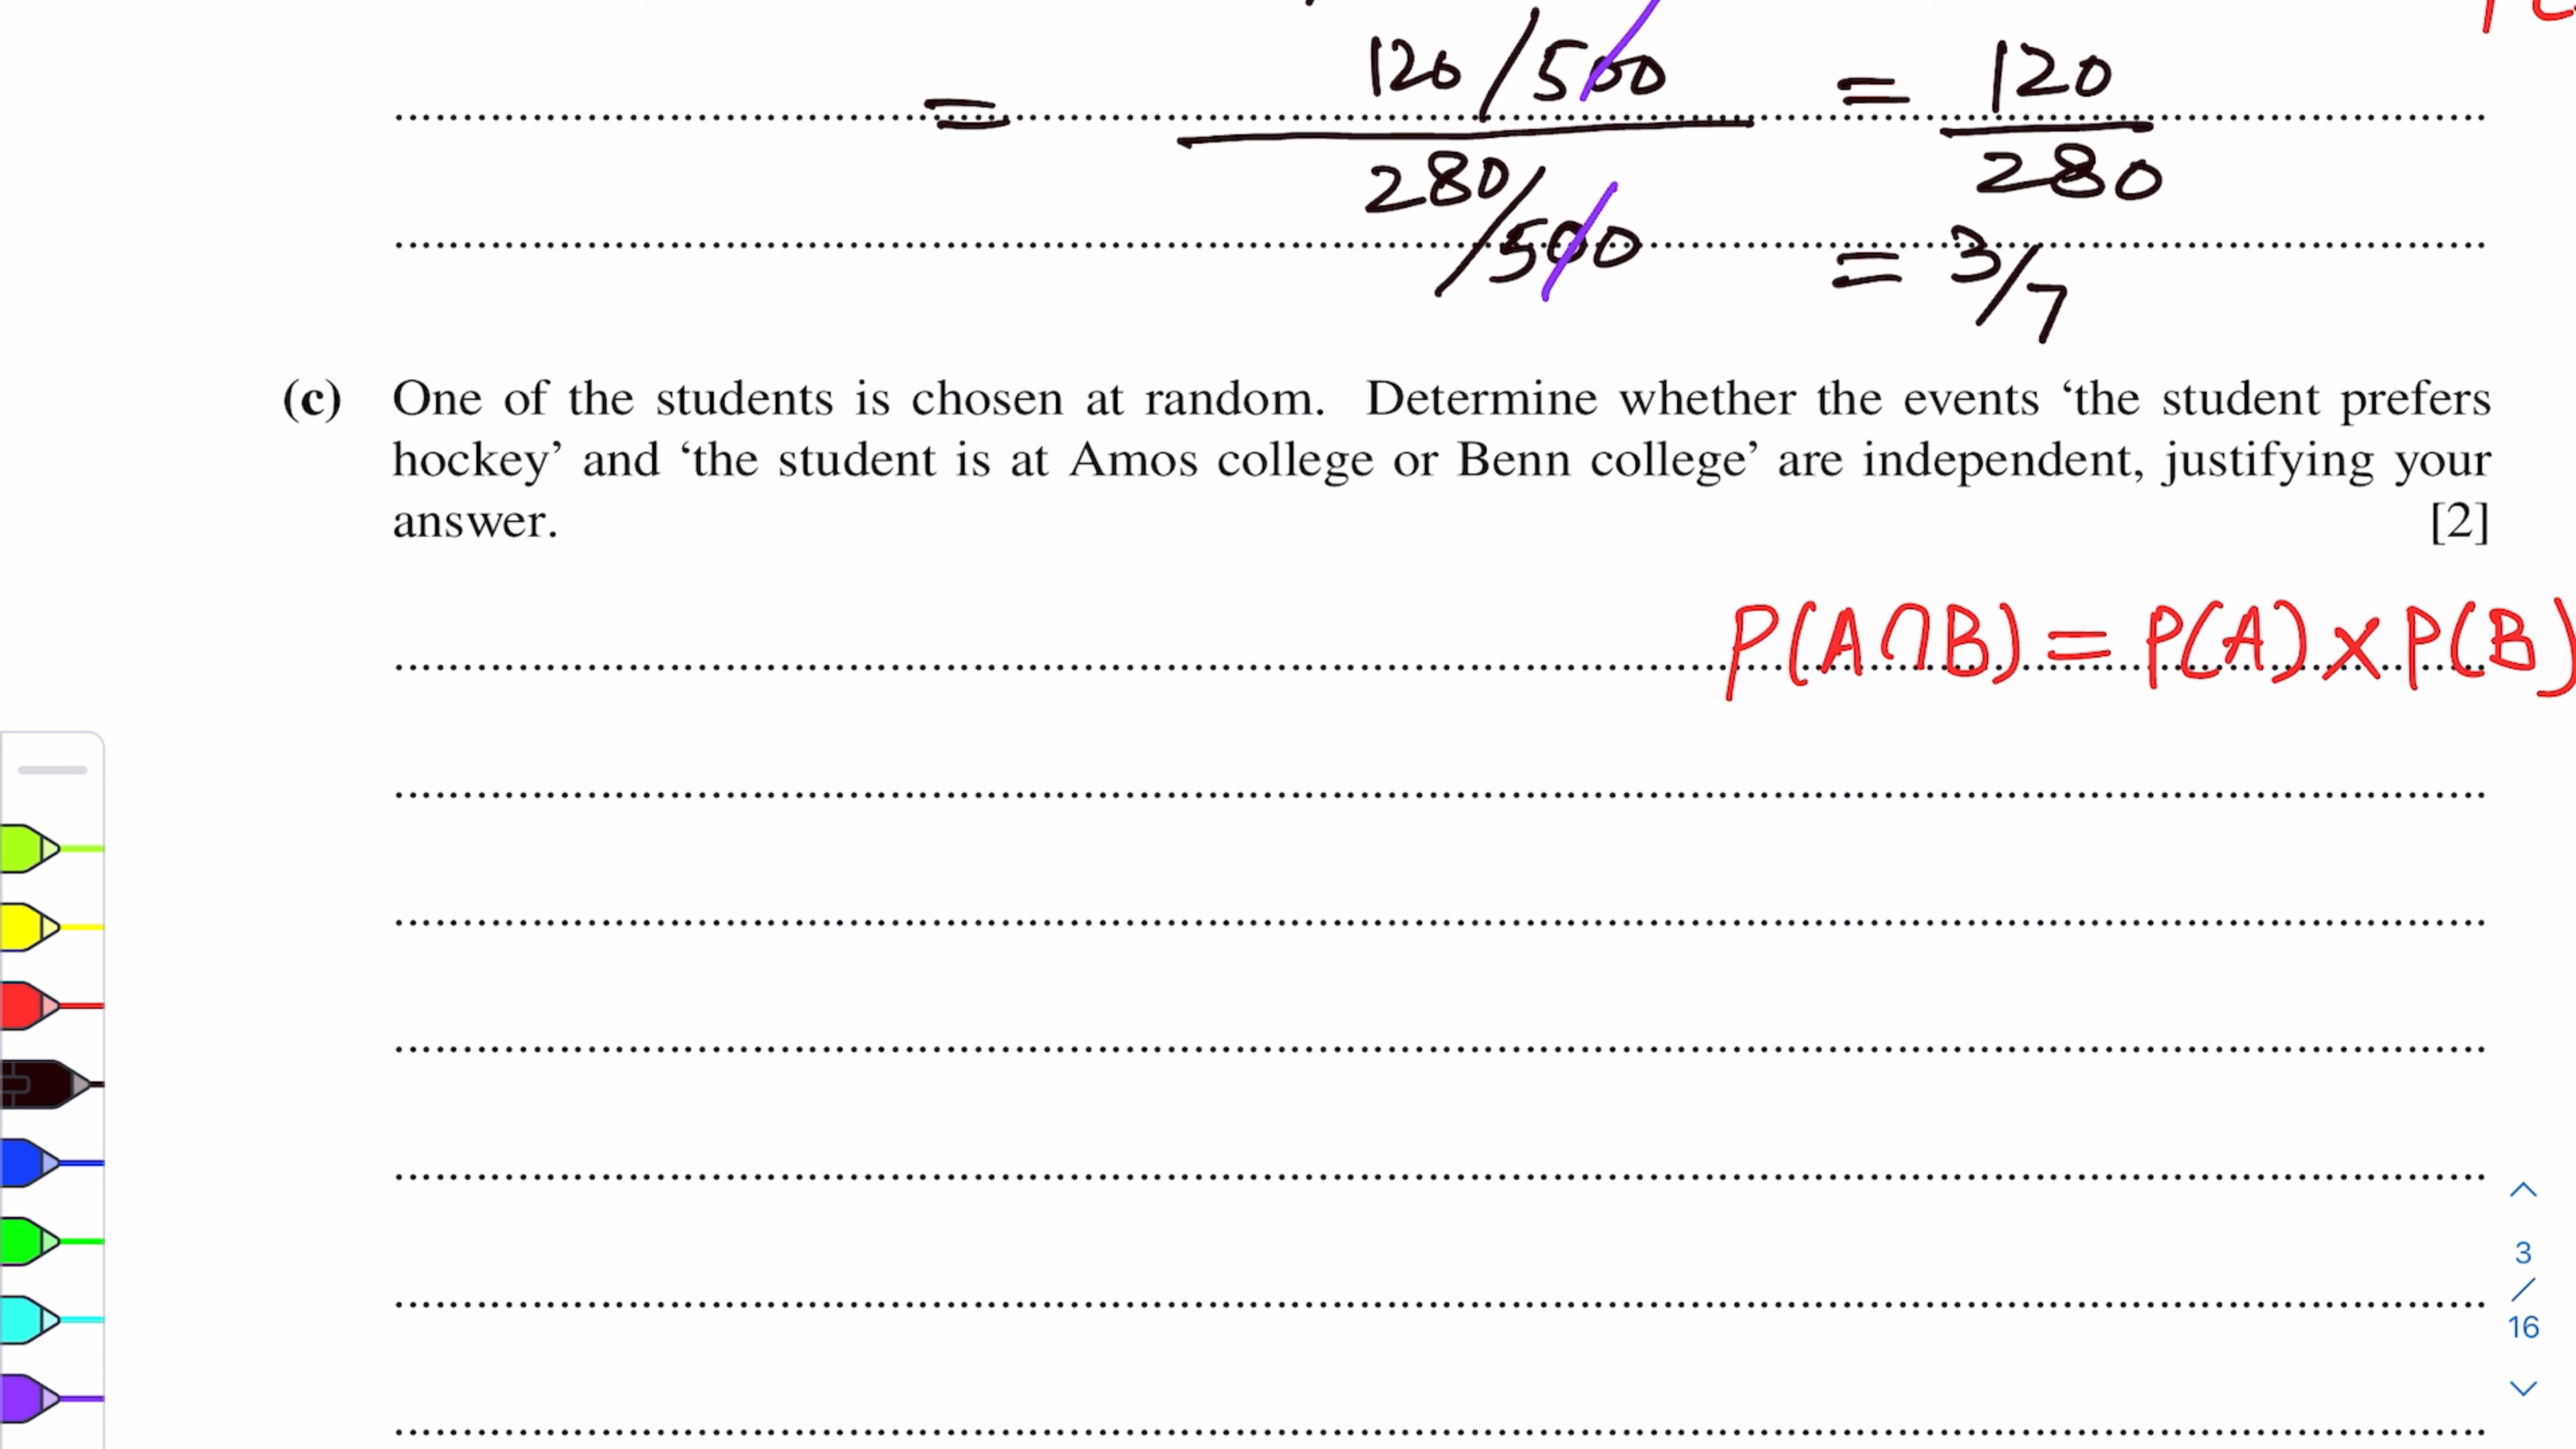 = 120/500 = 120
280/500 280
= 3/7
(c) One of the students is chosen at random. Determine whether the events ‘the student prefers
hockey’ and ‘the student is at Amos college or Benn college’ are independent, justifying your
answer. [2]
P(A∩B) = P(A) x P(B)
3
/
16